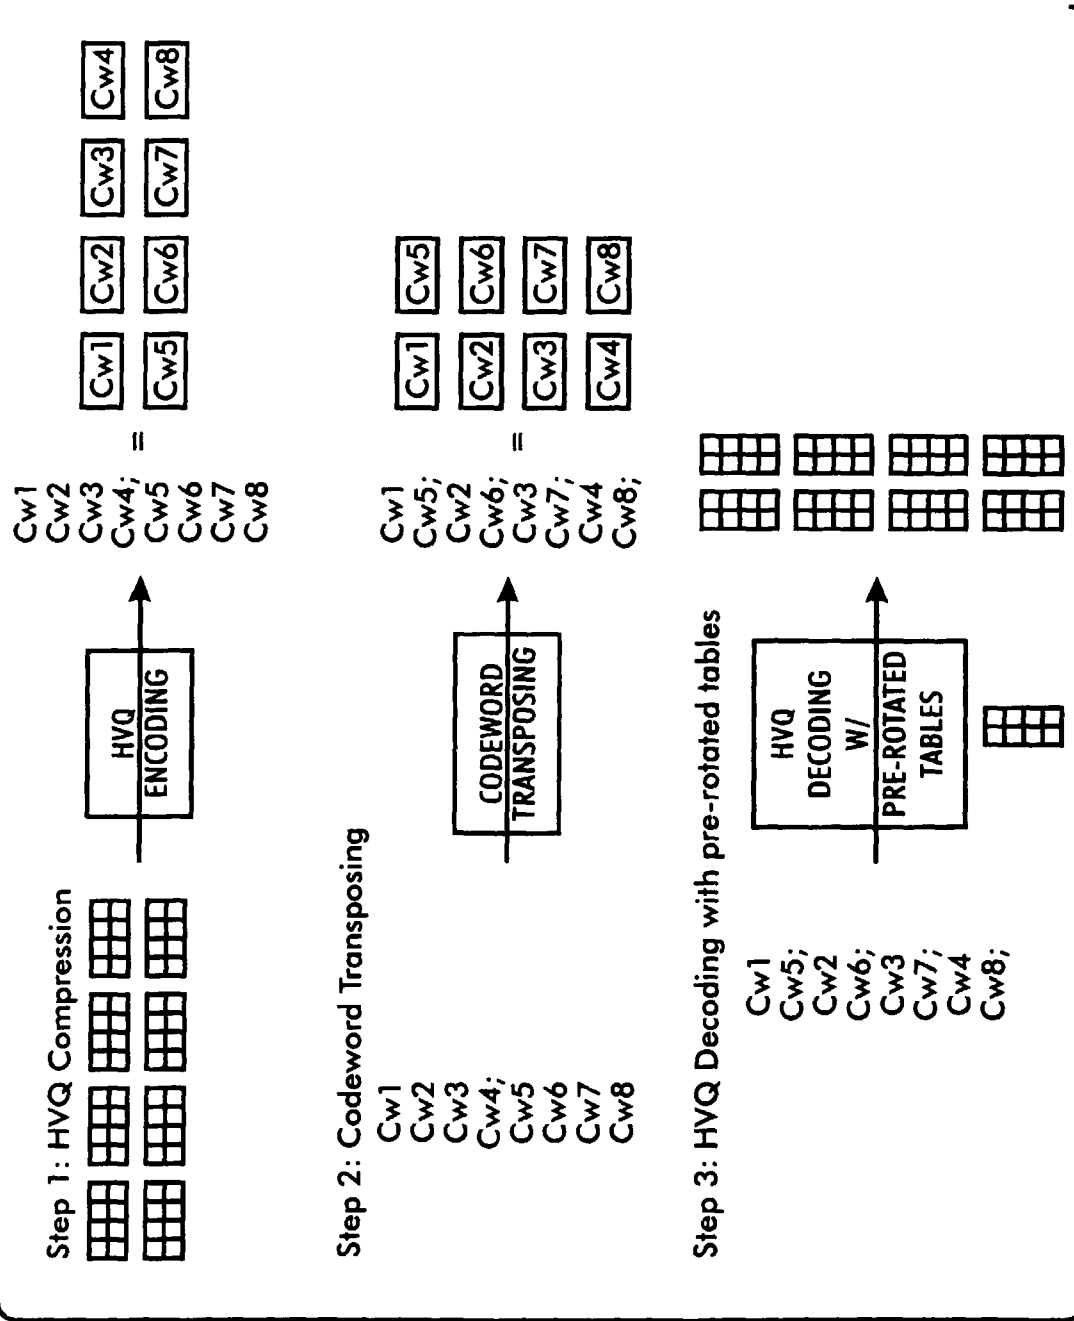 Step 1: HVQ Compression
HVQ
ENCODING
Cw1
Cw2
Cw3
Cw4;
Cw5
Cw6
Cw7
Cw8
=
Cw1 Cw2 Cw3 Cw4
Cw5 Cw6 Cw7 Cw8
Step 2: Codeword Transposing
Cw1
Cw2
Cw3
Cw4;
Cw5
Cw6
Cw7
Cw8
CODEWORD
TRANSPOSING
Cw1
Cw5;
Cw2
Cw6;
Cw3
Cw7;
Cw4
Cw8;
=
Cw1 Cw5
Cw2 Cw6
Cw3 Cw7
Cw4 Cw8
Step 3: HVQ Decoding with pre-rotated tables
Cw1
Cw5;
Cw2
Cw6;
Cw3
Cw7;
Cw4
Cw8;
HVQ
DECODING
W/
PRE-ROTATED
TABLES